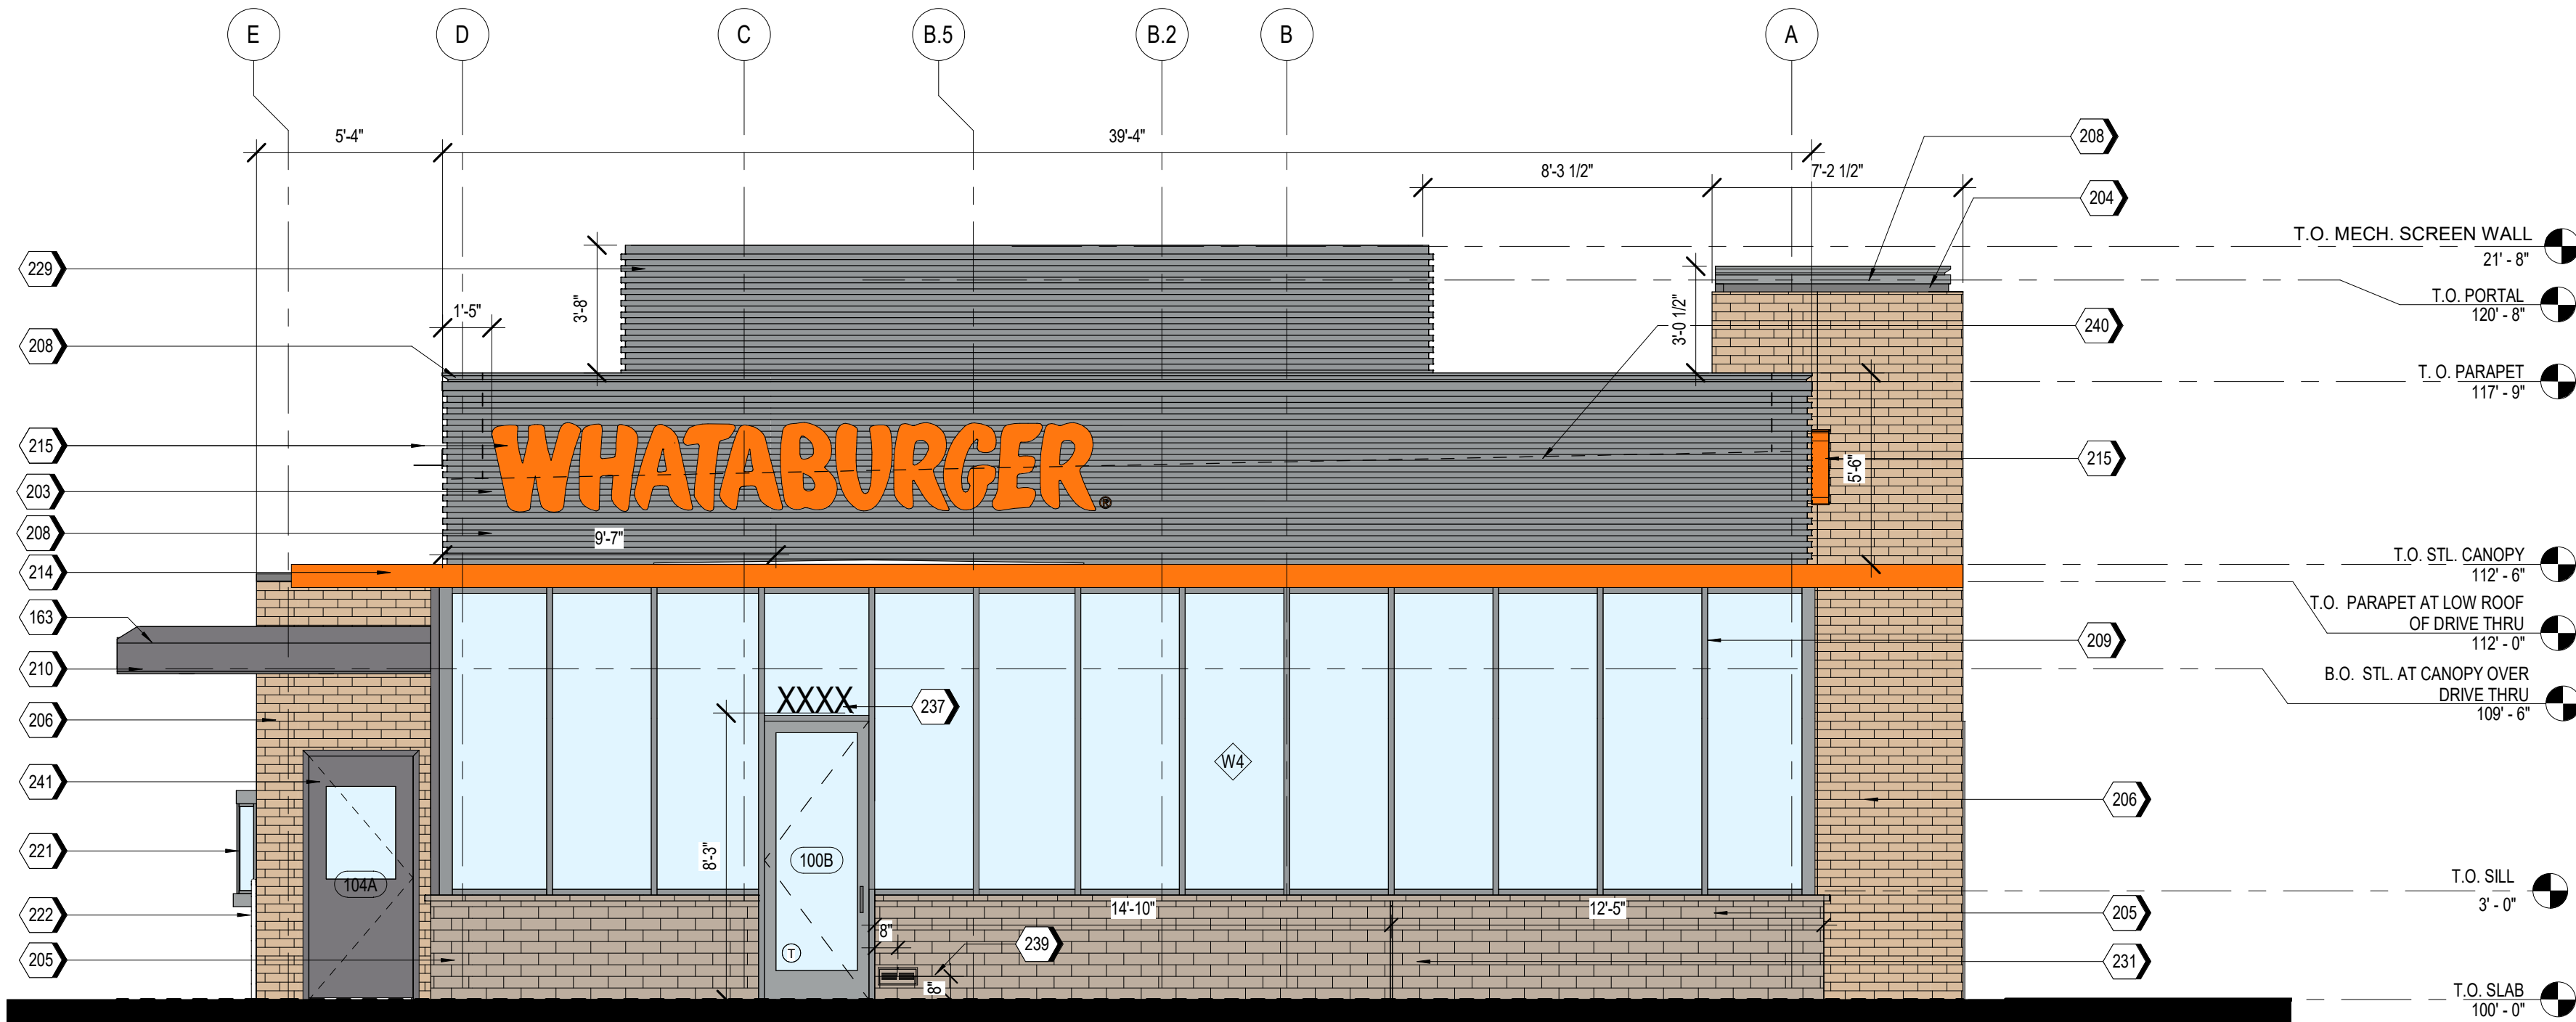 E D C B.5 B.2 B A
5'-4" 39'-4"
8'-3 1/2" 7'-2 1/2"
208
204
T.O. MECH. SCREEN WALL
21' - 8"
229
T.O. PORTAL
120' - 8"
1'-5"
3'-8"
3'-0 1/2"
240
208
T. O. PARAPET
117' - 9"
215
WHATABURGER
®
5'-6"
215
203
208
9'-7"
T.O. STL. CANOPY
112' - 6"
214
163
T.O. PARAPET AT LOW ROOF
OF DRIVE THRU
112' - 0"
209
210
B.O. STL. AT CANOPY OVER
DRIVE THRU
109' - 6"
XXXX
237
206
W4
241
206
8'-3"
100B
221
104A
T.O. SILL
3' - 0"
222
14'-10"
12'-5"
205
8"
239
205
T
231
8"
T.O. SLAB
100' - 0"